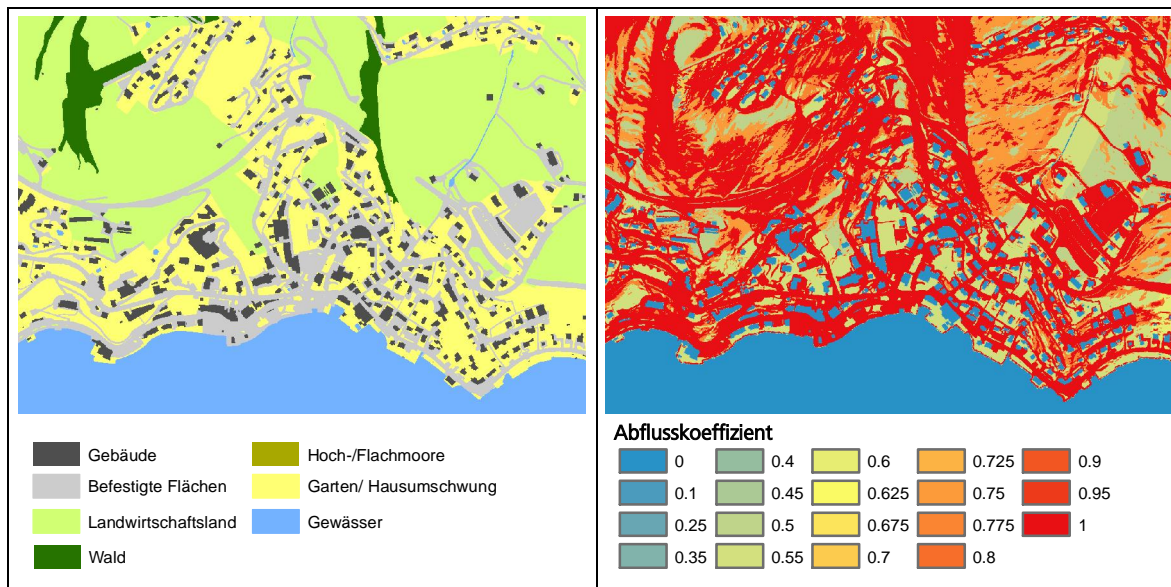 Gebäude
Befestigte Flächen
Landwirtschaftsland
Wald
Hoch-/Flachmoore
Garten/ Hausumschwung
Gewässer
Abflusskoeffizient
0
0.1
0.25
0.35
0.4
0.45
0.5
0.55
0.6
0.625
0.675
0.7
0.725
0.75
0.775
0.8
0.9
0.95
1